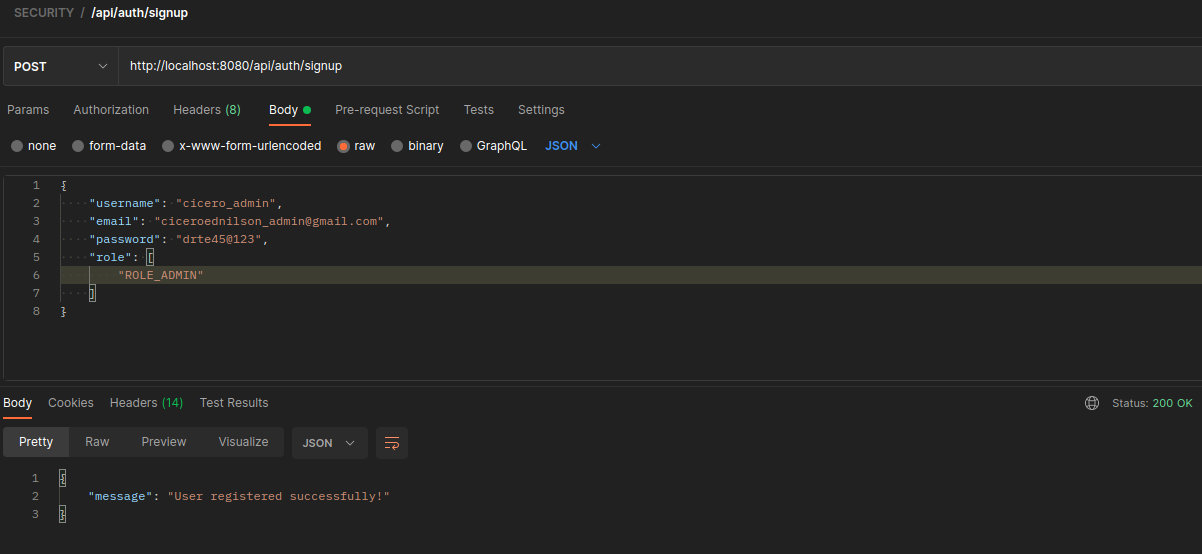 SECURITY / /api/auth/signup
POST http://localhost:8080/api/auth/signup
Params Authorization Headers (8) Body Pre-request Script Tests Settings
none form-data x-www-form-urlencoded raw binary GraphQL JSON
1 {
2 ····"username":·"cicero_admin",
3 ····"email":·"ciceroednilson_admin@gmail.com",
4 ····"password":·"drte45@123",
5 ····"role":·[
6 "ROLE_ADMIN"
7 ····]
8 }
Body Cookies Headers (14) Test Results Status: 200 OK
Pretty Raw Preview Visualize JSON
1 {
2 "message": "User registered successfully!"
3 }